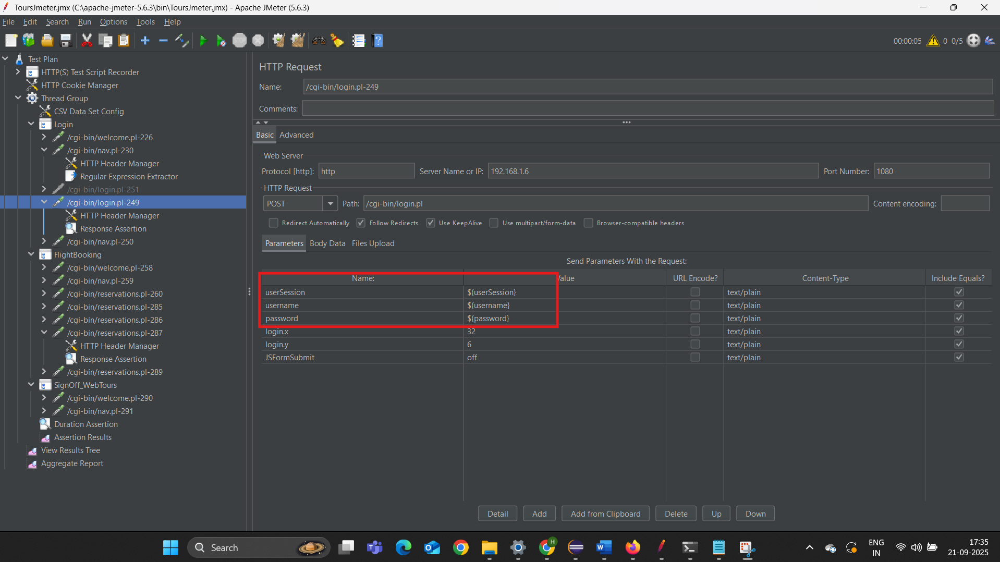 ToursJmeter.jmx (C:\apache-jmeter-5.6.3\bin\ToursJmeter.jmx) - Apache JMeter (5.6.3)
File Edit Search Run Options Tools Help
STOP
?
00:00:05 0 0/5
Test Plan
HTTP(S) Test Script Recorder
HTTP Cookie Manager
Thread Group
CSV Data Set Config
Login
/cgi-bin/welcome.pl-226
/cgi-bin/nav.pl-230
HTTP Header Manager
Regular Expression Extractor
/cgi-bin/login.pl-251
/cgi-bin/login.pl-249
HTTP Header Manager
Response Assertion
/cgi-bin/nav.pl-250
FlightBooking
/cgi-bin/welcome.pl-258
/cgi-bin/nav.pl-259
/cgi-bin/reservations.pl-260
/cgi-bin/reservations.pl-285
/cgi-bin/reservations.pl-286
/cgi-bin/reservations.pl-287
HTTP Header Manager
Response Assertion
/cgi-bin/reservations.pl-289
SignOff_WebTours
/cgi-bin/welcome.pl-290
/cgi-bin/nav.pl-291
Duration Assertion
Assertion Results
View Results Tree
Aggregate Report
HTTP Request
Name: /cgi-bin/login.pl-249
Comments:
Basic Advanced
Web Server
Protocol [http]: http Server Name or IP: 192.168.1.6 Port Number: 1080
HTTP Request
POST Path: /cgi-bin/login.pl Content encoding:
Redirect Automatically Follow Redirects Use KeepAlive Use multipart/form-data Browser-compatible headers
Parameters Body Data Files Upload
Send Parameters With the Request:
Name: Value URL Encode? Content-Type Include Equals?
userSession ${userSession} text/plain
username ${username} text/plain
password ${password} text/plain
login.x 32 text/plain
login.y 6 text/plain
JSFormSubmit off text/plain
Detail Add Add from Clipboard Delete Up Down
Search
H
ENG
IN
17:35
21-09-2025